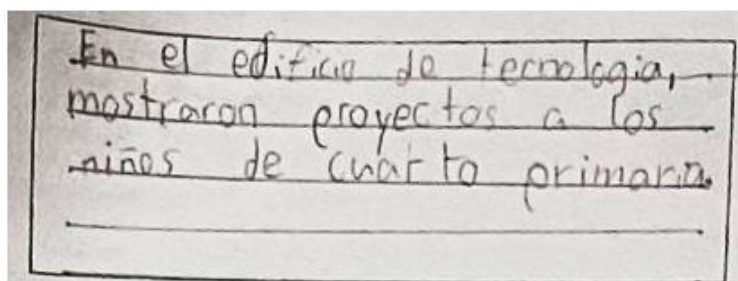 En el edificio de tecnologia,
mostraron proyectos a los
niños de cuarto primaria.